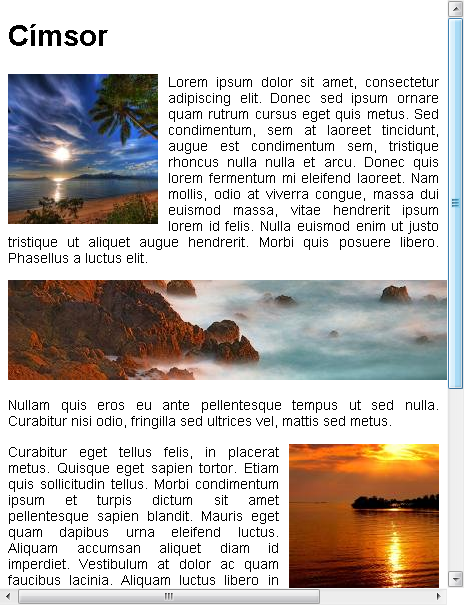 Címsor
Lorem ipsum dolor sit amet, consectetur
adipiscing elit. Donec sed ipsum ornare
quam rutrum cursus eget quis metus. Sed
condimentum, sem at laoreet tincidunt,
augue est condimentum sem, tristique
rhoncus nulla nulla et arcu. Donec quis
lorem fermentum mi eleifend laoreet. Nam
mollis, odio at viverra congue, massa dui
euismod massa, vitae hendrerit ipsum
lorem id felis. Nulla euismod enim ut justo
tristique ut aliquet augue hendrerit. Morbi quis posuere libero.
Phasellus a luctus elit.
Nullam quis eros eu ante pellentesque tempus ut sed nulla.
Curabitur nisi odio, fringilla sed ultrices vel, mattis sed metus.
Curabitur eget tellus felis, in placerat
metus. Quisque eget sapien tortor. Etiam
quis sollicitudin tellus. Morbi condimentum
ipsum et turpis dictum sit amet
pellentesque sapien blandit. Mauris eget
quam dapibus urna eleifend luctus.
Aliquam accumsan aliquet diam id
imperdiet. Vestibulum at dolor ac quam
faucibus lacinia. Aliquam luctus libero in